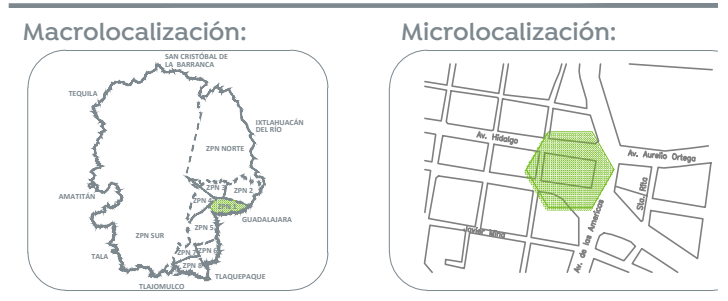 Macrolocalización:
SAN CRISTÓBAL DE
LA BARRANCA
TEQUILA
IXTLAHUACÁN
DEL RÍO
ZPN NORTE
ZPN 3
ZPN 2
AMATITÁN
ZPN 4
ZPN 1
GUADALAJARA
ZPN 5
ZPN SUR
ZPN 7
ZPN 6
TALA
ZPN 8
TLAQUEPAQUE
TLAJOMULCO
Microlocalización:
Av. Hidalgo
Av. Aurelio Ortega
Sta. Rita
Javier Mina
Av. de las Americas